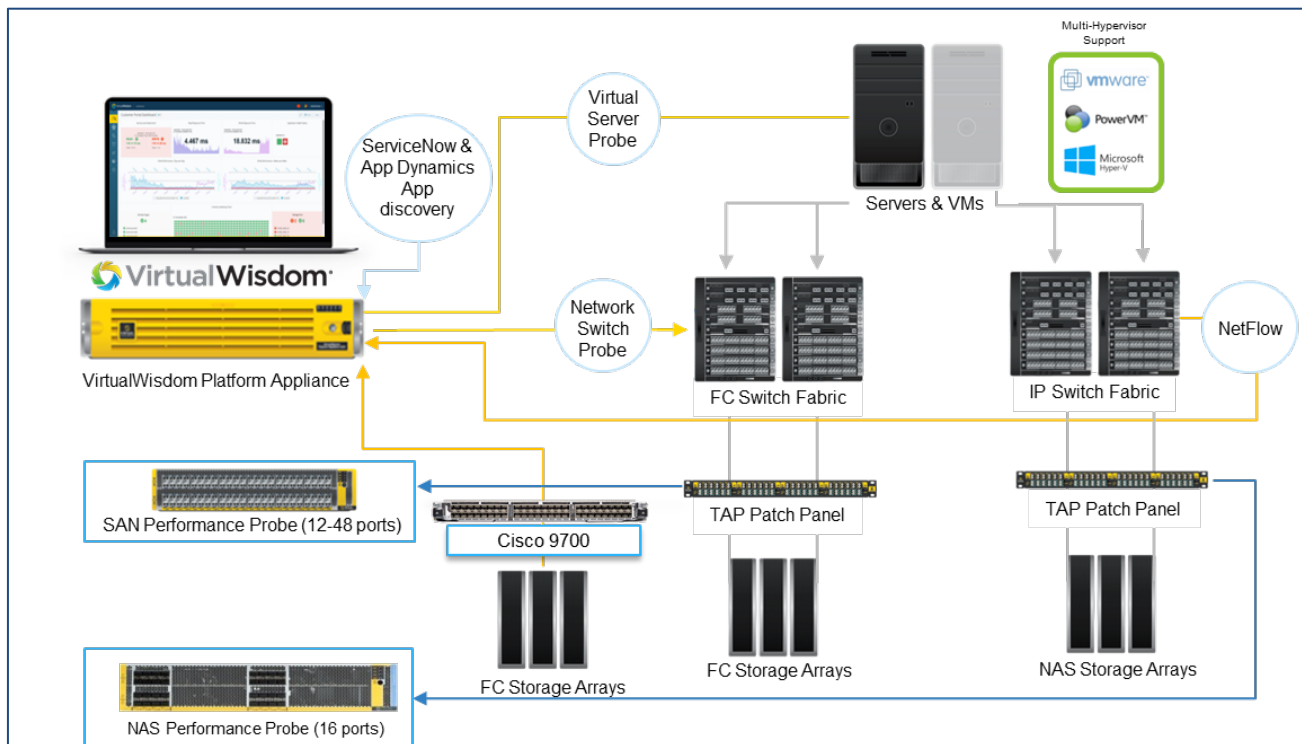 Multi-Hypervisor
Support
vmware
PowerVM™
Microsoft
Hyper-V
Virtual
Server
Probe
ServiceNow &
App Dynamics
App
discovery
Servers & VMs
4.467 ms
18.032 ms
VirtualWisdom
Network
Switch
Probe
NetFlow
VirtualWisdom Platform Appliance
FC Switch Fabric
IP Switch Fabric
SAN Performance Probe (12-48 ports)
TAP Patch Panel
TAP Patch Panel
Cisco 9700
FC Storage Arrays
FC Storage Arrays
NAS Storage Arrays
NAS Performance Probe (16 ports)